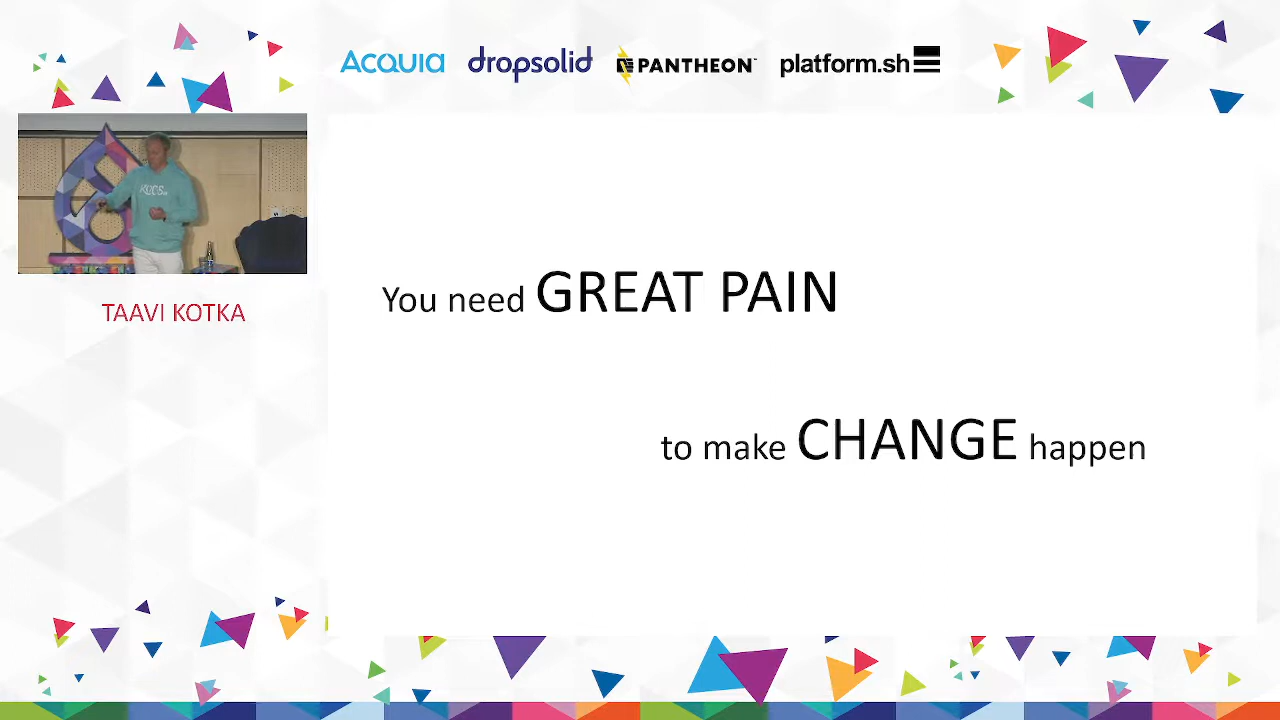 ACQUIA dropsolid PANTHEON platform.sh
TAAVI KOTKA
You need GREAT PAIN
to make CHANGE happen